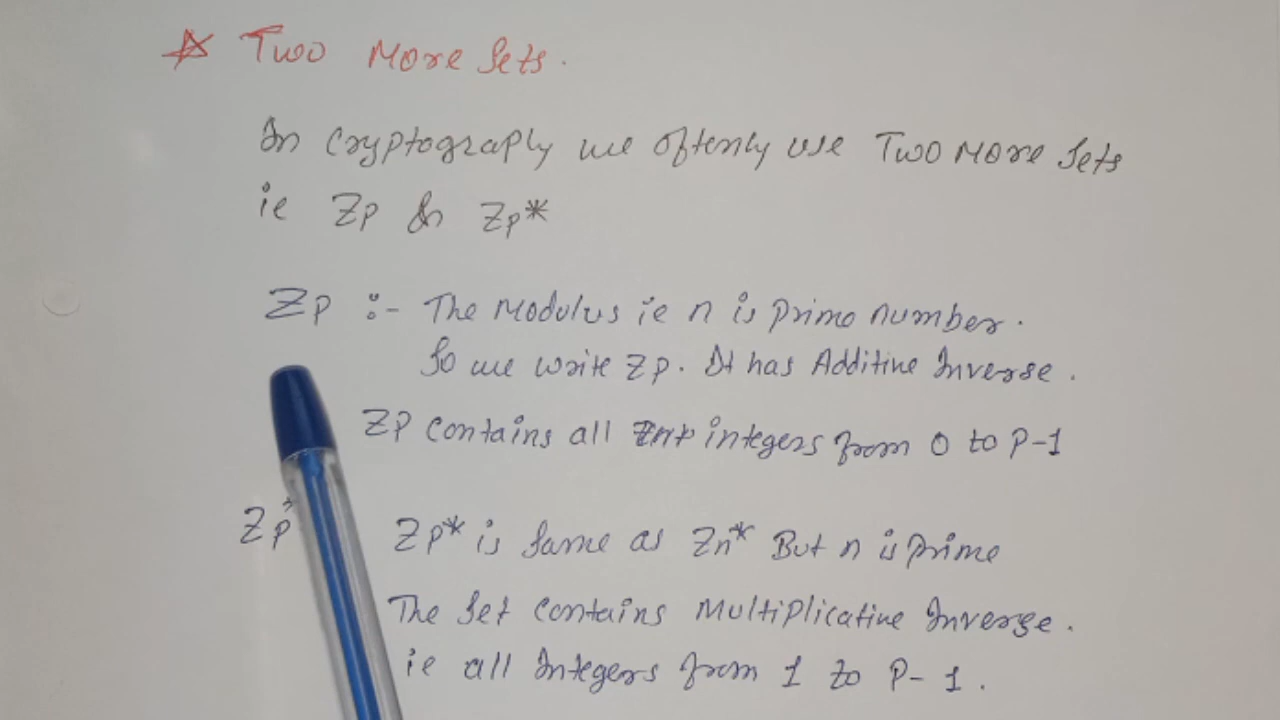 ☆ Two More Sets.
In Cryptography we oftenly use Two More Sets
ie Zp & Zp*
Zp :- The Modulus ie n is prime number.
So we write Zp. It has Additive Inverse.
Zp contains all integers from 0 to P-1
Zp* Zp* is same as Zn* But n is prime
The Set contains Multiplicative Inverse.
ie all Integers from 1 to P-1.